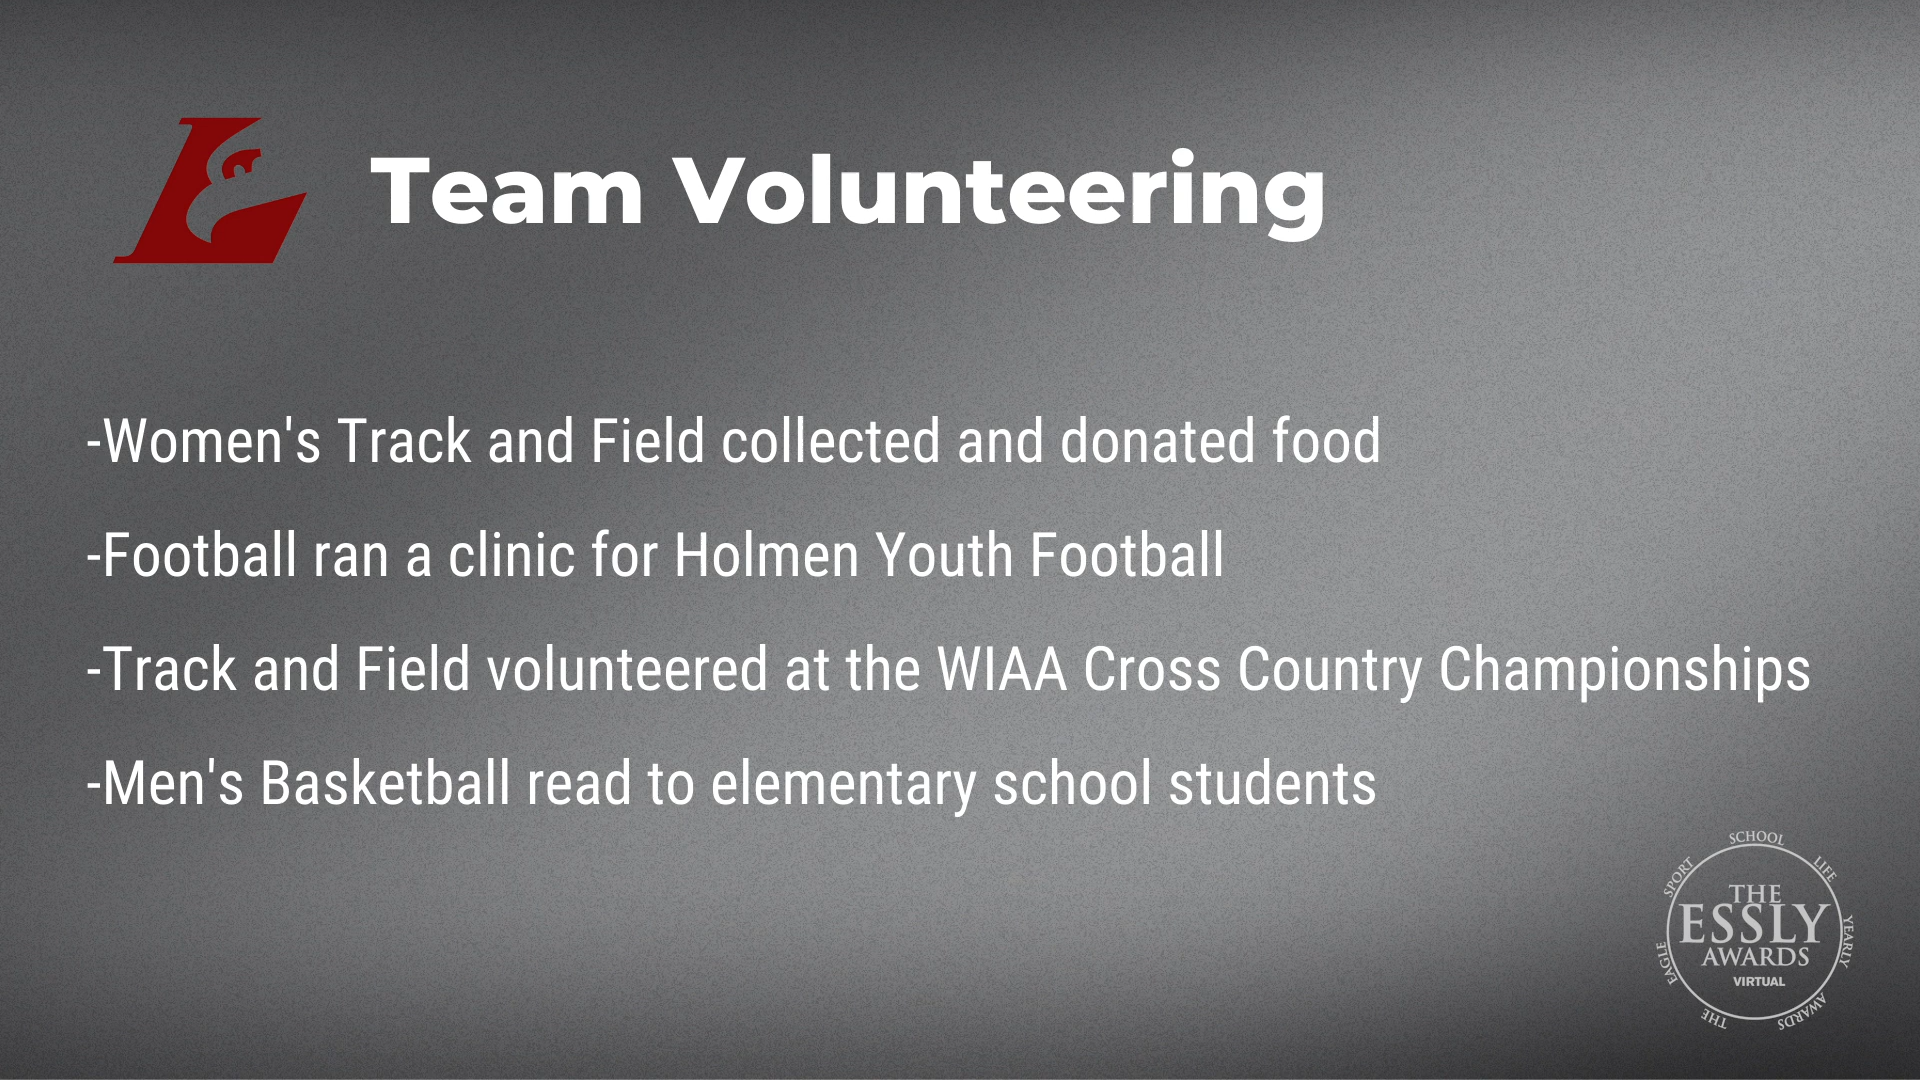 Team Volunteering
-Women's Track and Field collected and donated food
-Football ran a clinic for Holmen Youth Football
-Track and Field volunteered at the WIAA Cross Country Championships
-Men's Basketball read to elementary school students
THE EAGLE SPORT SCHOOL LIFE YEARLY AWARDS
THE
ESSLY
AWARDS
VIRTUAL